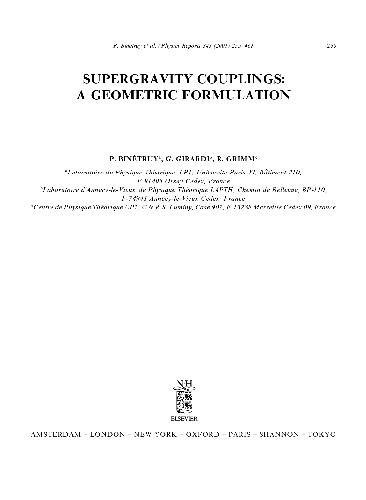 P. Binétruy et al. / Physics Reports 343 (2001) 255–462
SUPERGRAVITY COUPLINGS:
A GEOMETRIC FORMULATION
P. BINÉTRUY, G. GIRARDI, R. GRIMM
Laboratoire de Physique Théorique LPT, Université Paris XI, Bâtiment 210,
F-91405 Orsay Cedex, France
Laboratoire d'Annecy-le-Vieux de Physique Théorique LAPTH, Chemin de Bellevue, BP 110,
F-74941 Annecy-le-Vieux Cedex, France
Centre de Physique Théorique CPT, C.N.R.S. Luminy, Case 907, F-13288 Marseille Cedex 09, France
NH
ELSEVIER
AMSTERDAM – LONDON – NEW YORK – OXFORD – PARIS – SHANNON – TOKYO